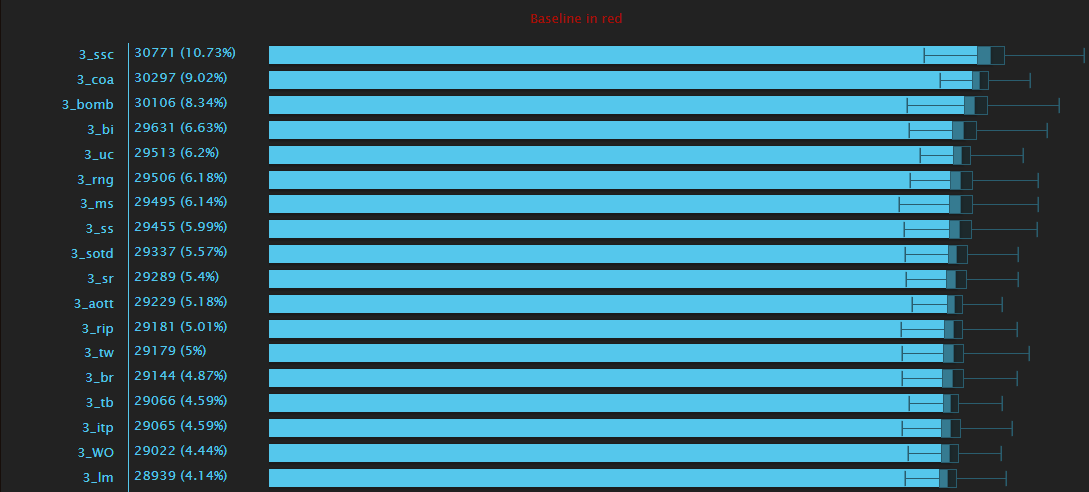 Baseline in red
3_ssc 30771 (10.73%)
3_coa 30297 (9.02%)
3_bomb 30106 (8.34%)
3_bi 29631 (6.63%)
3_uc 29513 (6.2%)
3_rng 29506 (6.18%)
3_ms 29495 (6.14%)
3_ss 29455 (5.99%)
3_sotd 29337 (5.57%)
3_sr 29289 (5.4%)
3_aott 29229 (5.18%)
3_rip 29181 (5.01%)
3_tw 29179 (5%)
3_br 29144 (4.87%)
3_tb 29066 (4.59%)
3_itp 29065 (4.59%)
3_WO 29022 (4.44%)
3_lm 28939 (4.14%)